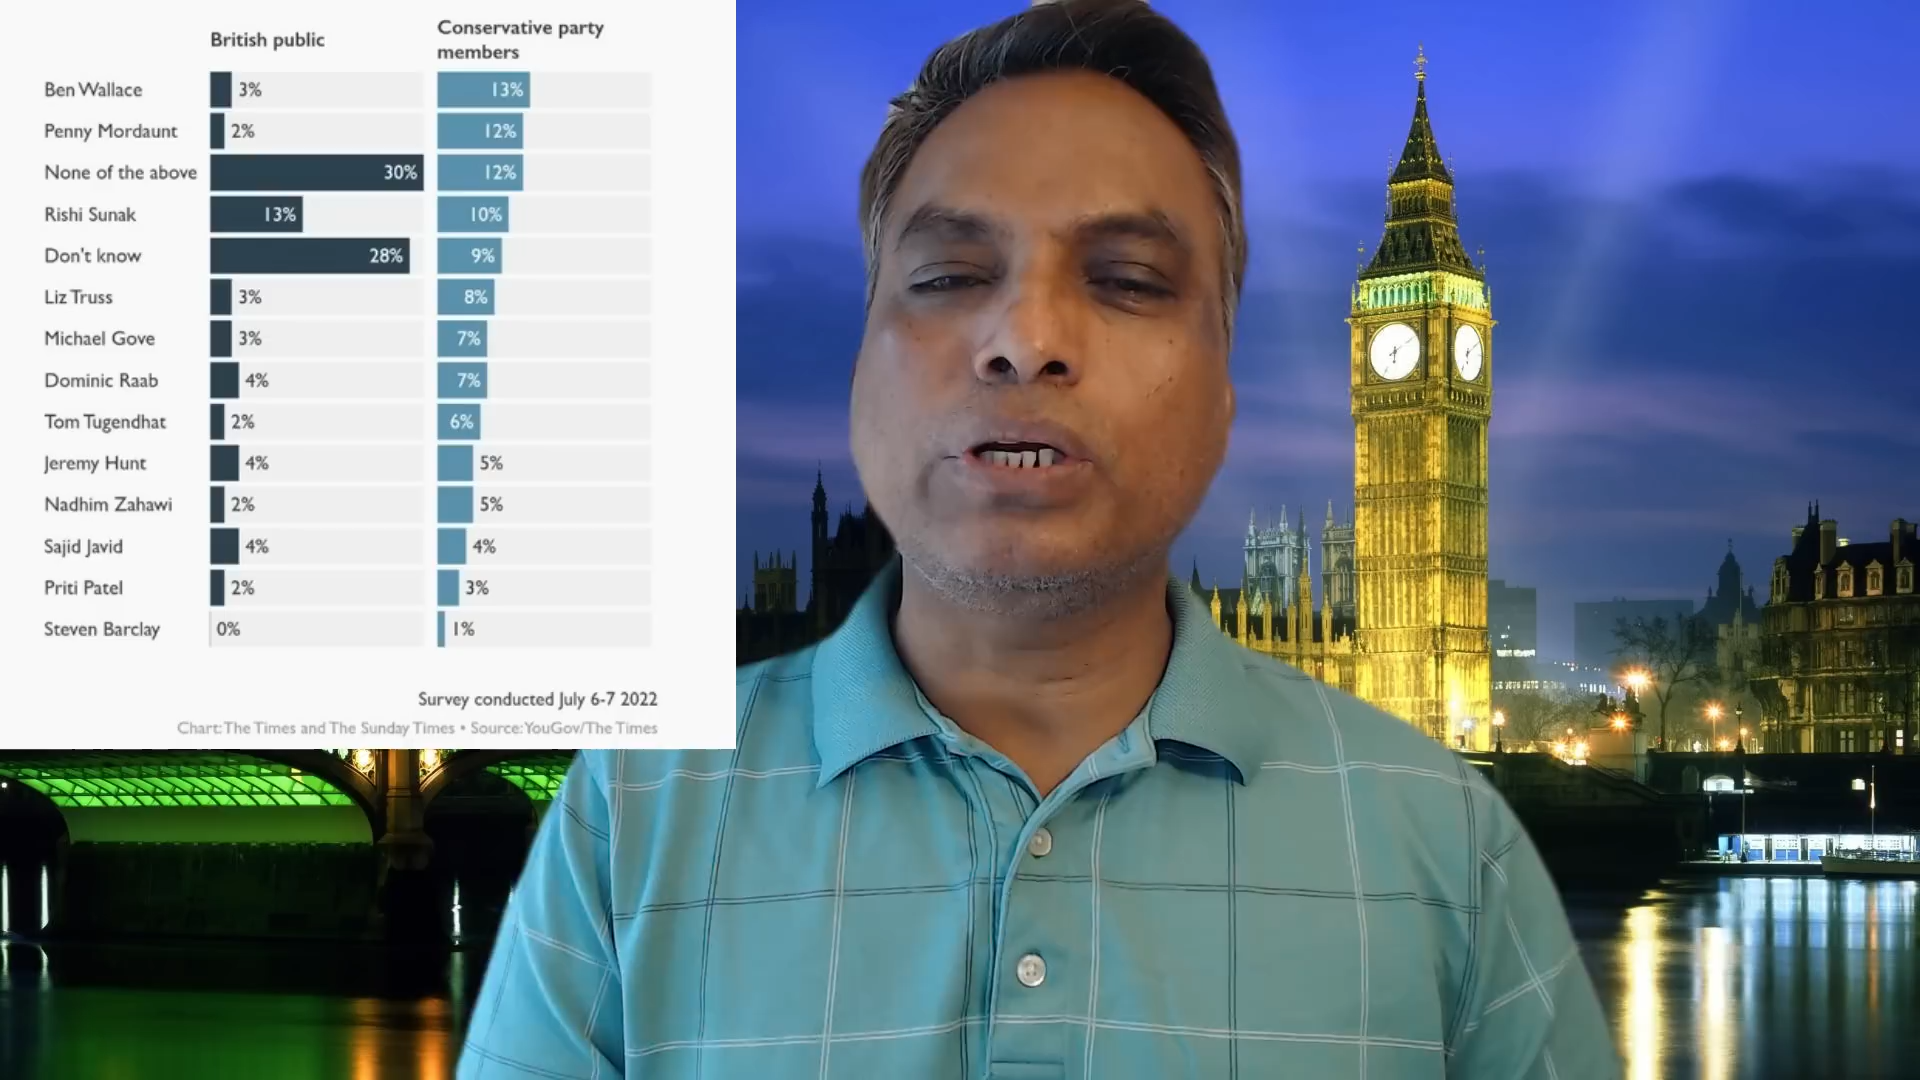 British public
Conservative party
members
Ben Wallace 3% 13%
Penny Mordaunt 2% 12%
None of the above 30% 12%
Rishi Sunak 13% 10%
Don't know 28% 9%
Liz Truss 3% 8%
Michael Gove 3% 7%
Dominic Raab 4% 7%
Tom Tugendhat 2% 6%
Jeremy Hunt 4% 5%
Nadhim Zahawi 2% 5%
Sajid Javid 4% 4%
Priti Patel 2% 3%
Steven Barclay 0% 1%
Survey conducted July 6-7 2022
Chart: The Times and The Sunday Times • Source: YouGov/The Times